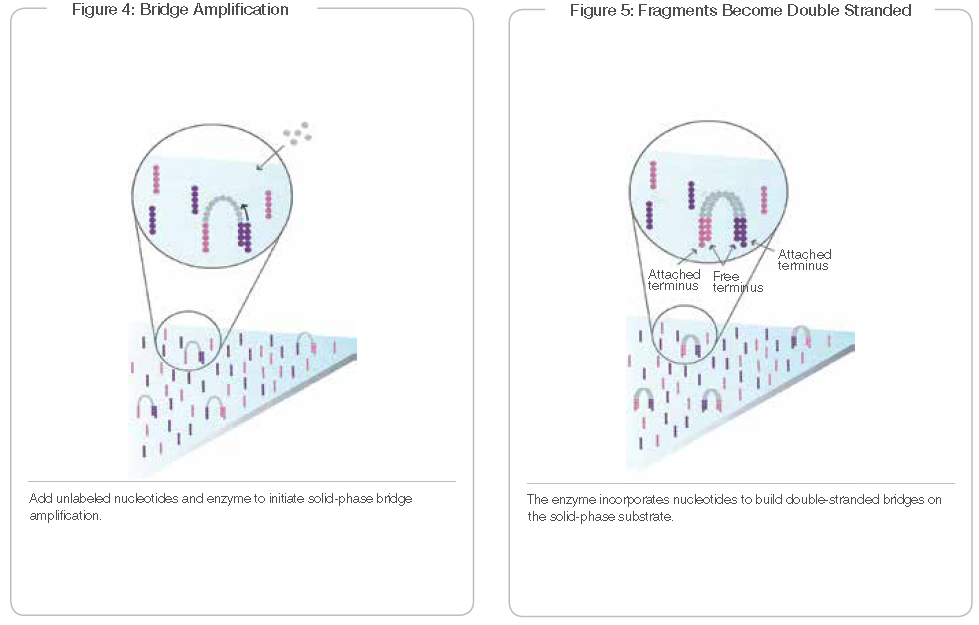 Figure 4: Bridge Amplification
Add unlabeled nucleotides and enzyme to initiate solid-phase bridge
amplification.
Figure 5: Fragments Become Double Stranded
Attached
terminus
Free
terminus
Attached
terminus
The enzyme incorporates nucleotides to build double-stranded bridges on
the solid-phase substrate.